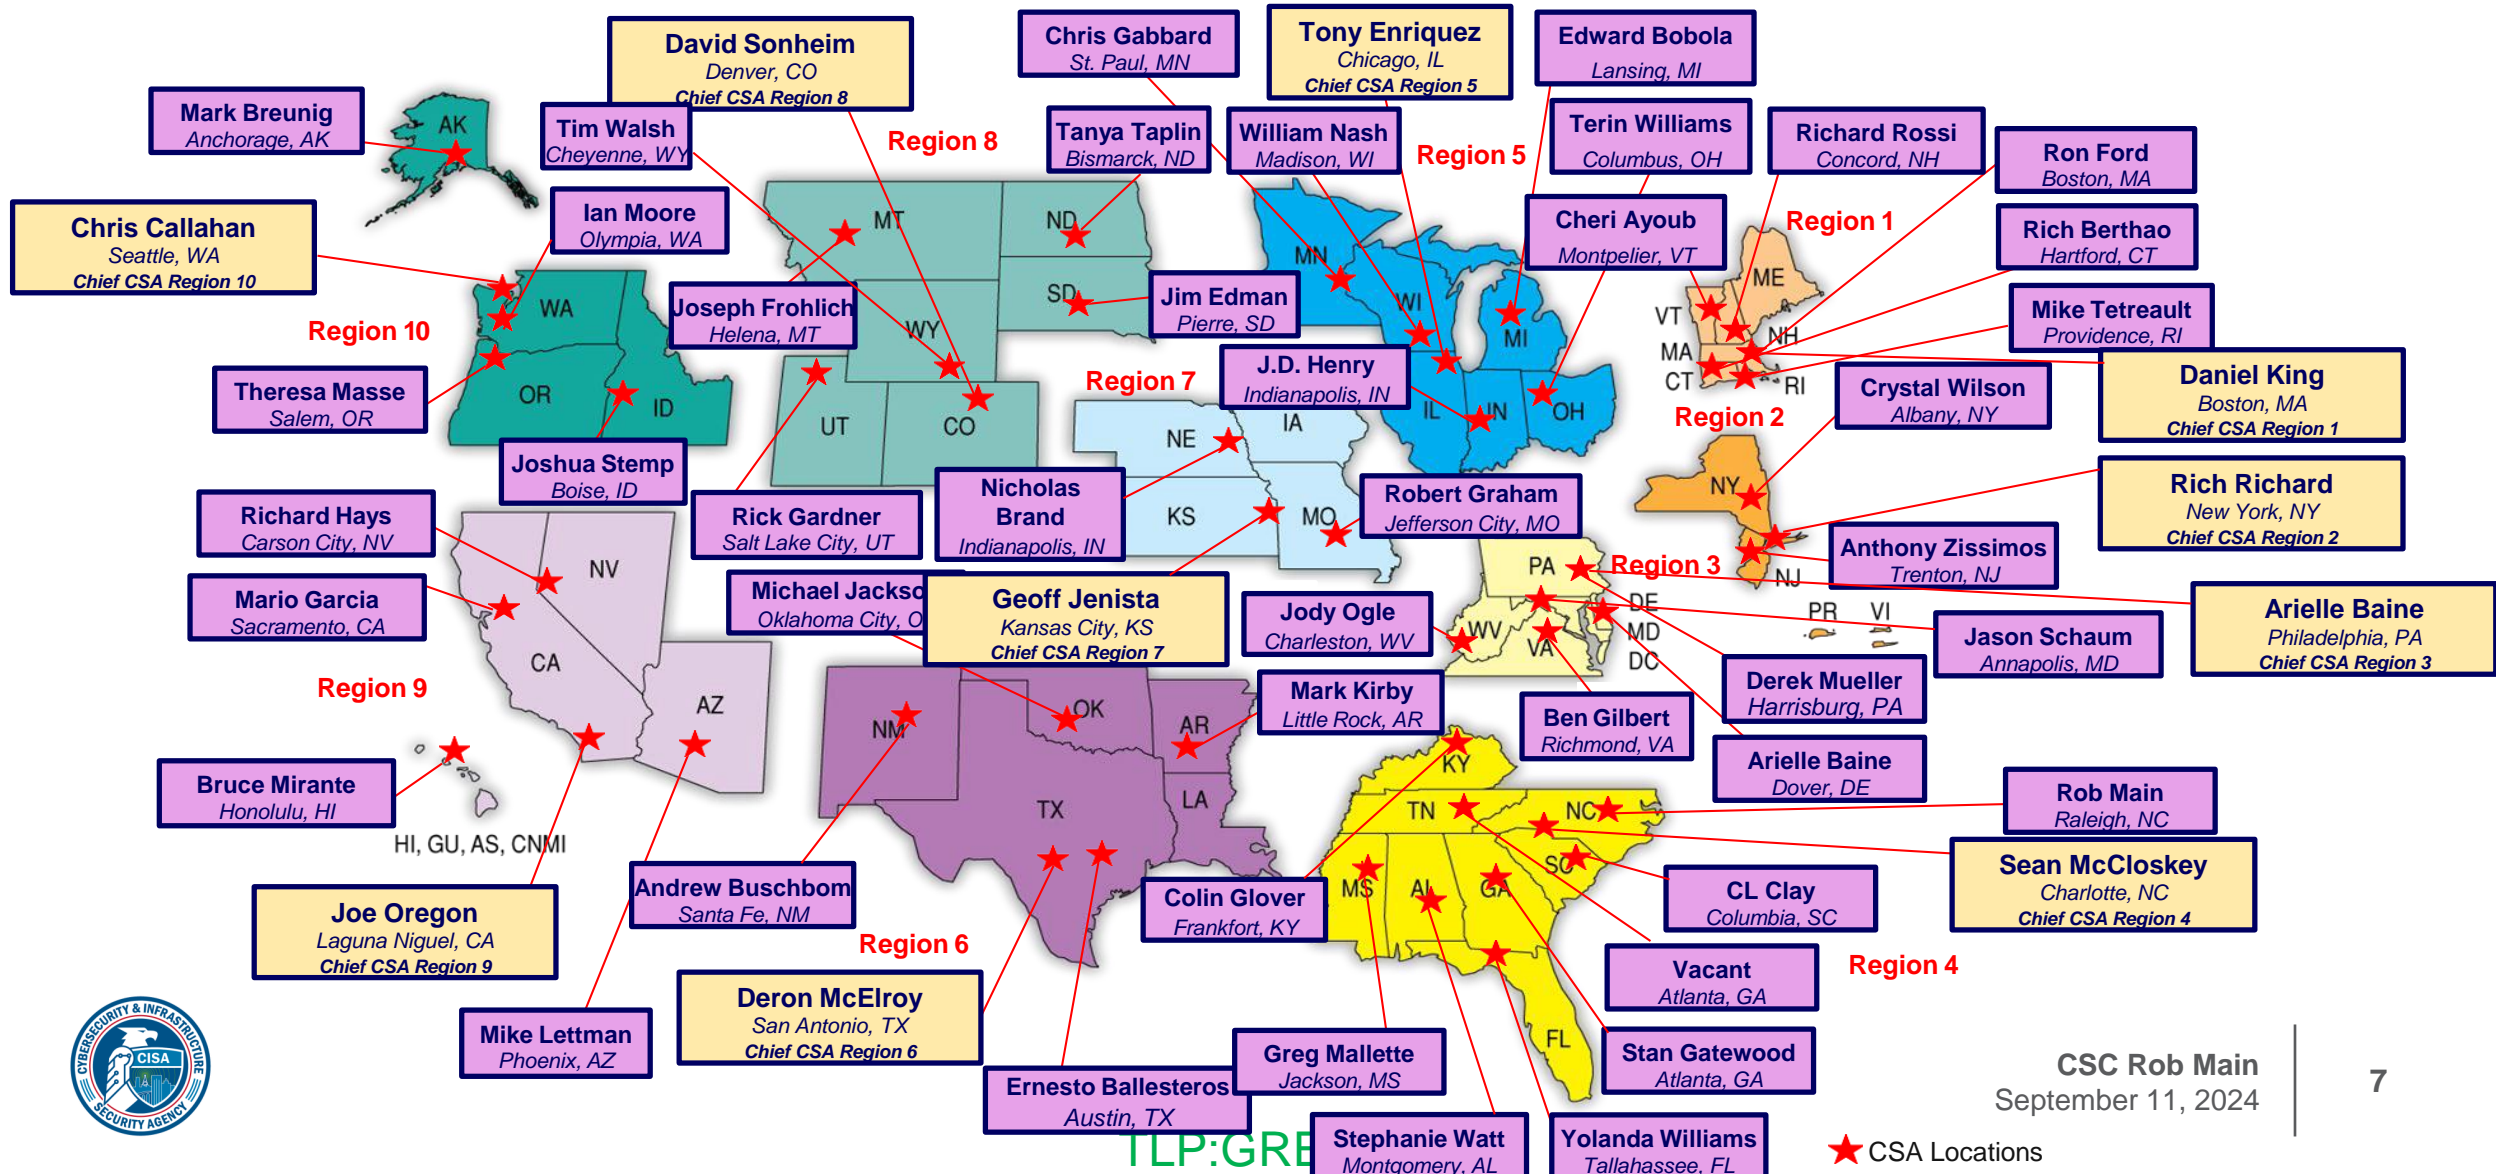 David Sonheim
Denver, CO
Chief CSA Region 8
Chris Gabbard
St. Paul, MN
Tony Enriquez
Chicago, IL
Chief CSA Region 5
Edward Bobola
Lansing, MI
Mark Breunig
Anchorage, AK
AK
Tim Walsh
Cheyenne, WY
Region 8
Tanya Taplin
Bismarck, ND
William Nash
Madison, WI
Region 5
Terin Williams
Columbus, OH
Richard Rossi
Concord, NH
Ron Ford
Boston, MA
Chris Callahan
Seattle, WA
Chief CSA Region 10
Ian Moore
Olympia, WA
MT
ND
Cheri Ayoub
Montpelier, VT
Region 1
Rich Berthao
Hartford, CT
MN
ME
Region 10
WA
Joseph Frohlich
Helena, MT
WY
SD
Jim Edman
Pierre, SD
WI
MI
VT
NH
Mike Tetreault
Providence, RI
MA
CT
RI
Theresa Masse
Salem, OR
OR
ID
UT
CO
Region 7
J.D. Henry
Indianapolis, IN
IL
IN
OH
Region 2
Crystal Wilson
Albany, NY
Daniel King
Boston, MA
Chief CSA Region 1
Joshua Stemp
Boise, ID
NE
IA
NY
Rich Richard
New York, NY
Chief CSA Region 2
Richard Hays
Carson City, NV
Rick Gardner
Salt Lake City, UT
Nicholas
Brand
Indianapolis, IN
KS
MO
Robert Graham
Jefferson City, MO
Anthony Zissimos
Trenton, NJ
NJ
Mario Garcia
Sacramento, CA
NV
Michael Jackso
Oklahoma City, O
Geoff Jenista
Kansas City, KS
Chief CSA Region 7
Jody Ogle
Charleston, WV
PA
Region 3
DE
MD
DC
WV
VA
PR
VI
Arielle Baine
Philadelphia, PA
Chief CSA Region 3
Jason Schaum
Annapolis, MD
Region 9
CA
AZ
NM
OK
AR
Mark Kirby
Little Rock, AR
Ben Gilbert
Richmond, VA
Derek Mueller
Harrisburg, PA
Arielle Baine
Dover, DE
Bruce Mirante
Honolulu, HI
HI, GU, AS, CNMI
TX
LA
KY
TN
NC
Rob Main
Raleigh, NC
Joe Oregon
Laguna Niguel, CA
Chief CSA Region 9
Andrew Buschbom
Santa Fe, NM
Region 6
Colin Glover
Frankfort, KY
MS
AL
GA
SC
CL Clay
Columbia, SC
Sean McCloskey
Charlotte, NC
Chief CSA Region 4
Vacant
Atlanta, GA
Region 4
Mike Lettman
Phoenix, AZ
Deron McElroy
San Antonio, TX
Chief CSA Region 6
Ernesto Ballesteros
Austin, TX
Greg Mallette
Jackson, MS
FL
Stan Gatewood
Atlanta, GA
Stephanie Watt
Montgomery, AL
Yolanda Williams
Tallahassee, FL
CYBERSECURITY & INFRASTRUCTURE
SECURITY AGENCY
CISA
CSC Rob Main
September 11, 2024
7
TLP:GRE
CSA Locations